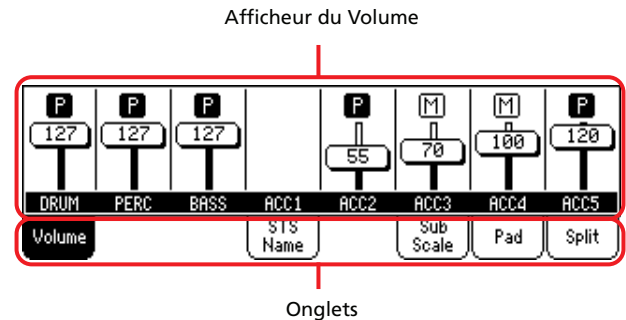 Afficheur du Volume
P P P P M M P
127 127 127 55 70 100 120
DRUM PERC BASS ACC1 ACC2 ACC3 ACC4 ACC5
Volume STS Name Sub Scale Pad Split
Onglets